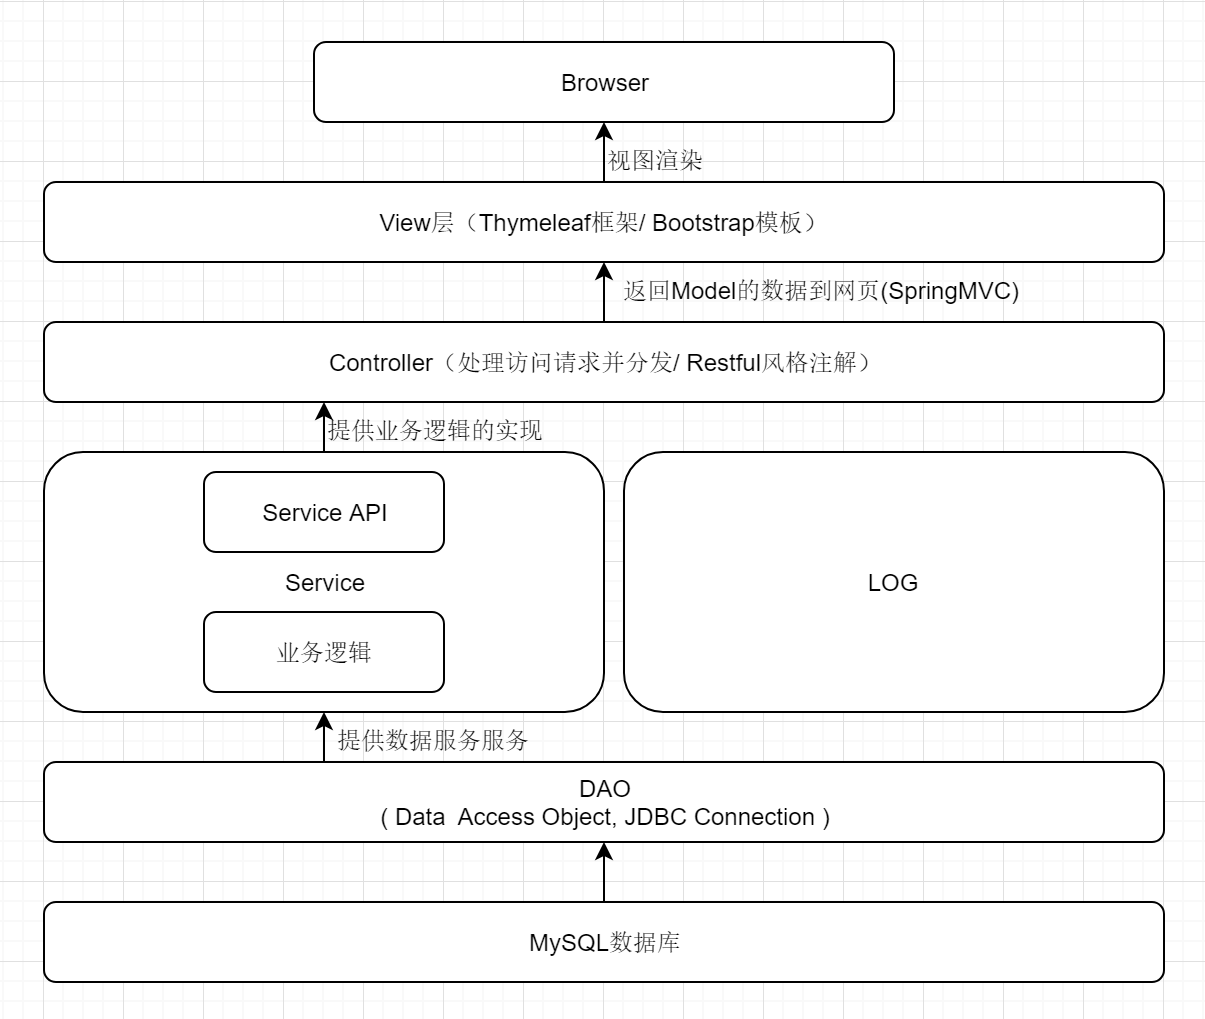 Browser
视图渲染
View层（Thymeleaf框架/ Bootstrap模板）
返回Model的数据到网页(SpringMVC)
Controller（处理访问请求并分发/ Restful风格注解）
提供业务逻辑的实现
Service API
Service
业务逻辑
LOG
提供数据服务服务
DAO
( Data  Access Object, JDBC Connection )
MySQL数据库